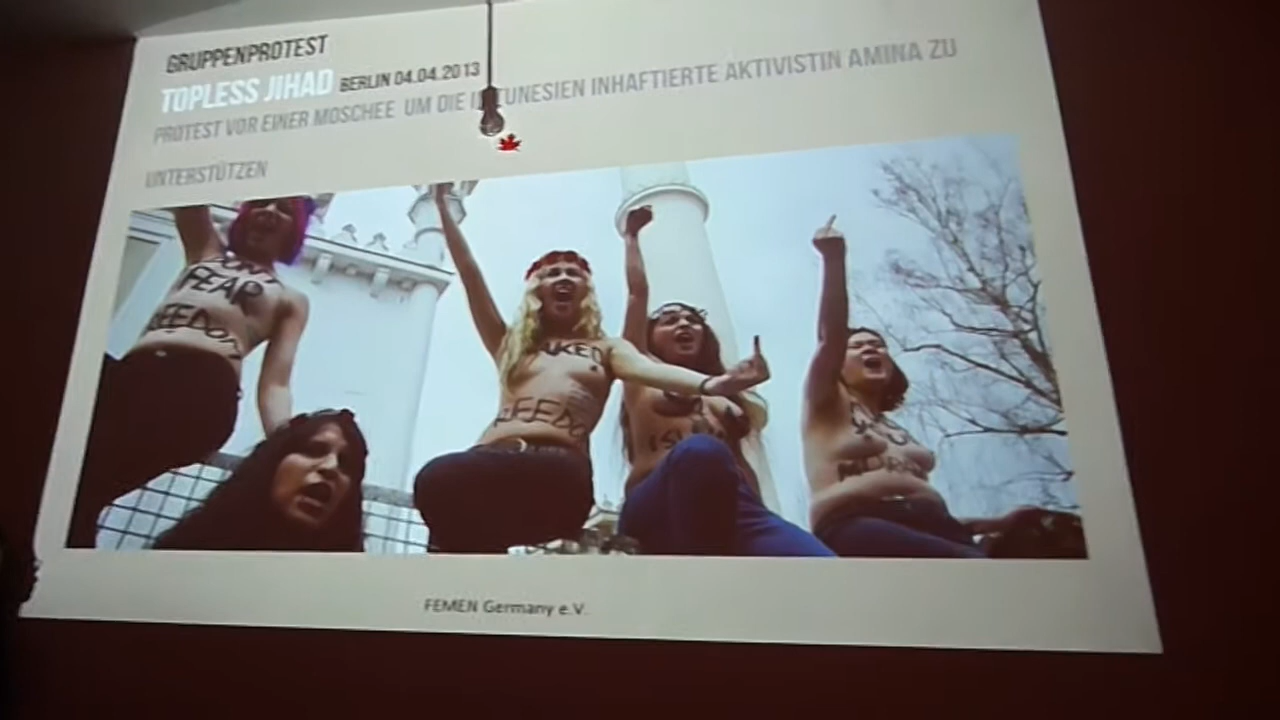 GRUPPENPROTEST
TOPLESS JIHAD BERLIN 04.04.2013
PROTEST VOR EINER MOSCHEE UM DIE IN TUNESIEN INHAFTIERTE AKTIVISTIN AMINA ZU
UNTERSTÜTZEN
FEAR
FEMEN Germany e.V.